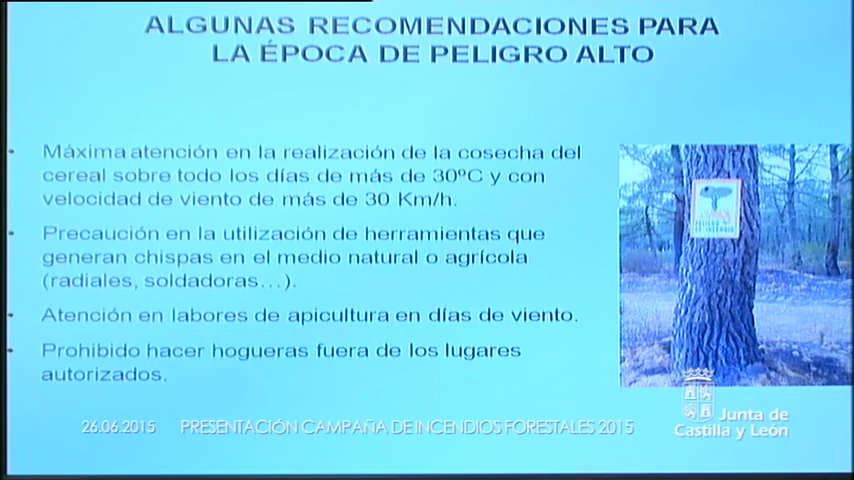 ALGUNAS RECOMENDACIONES PARA
LA ÉPOCA DE PELIGRO ALTO
• Máxima atención en la realización de la cosecha del
cereal sobre todo los días de más de 30ºC y con
velocidad de viento de más de 30 Km/h.
• Precaución en la utilización de herramientas que
generan chispas en el medio natural o agrícola
(radiales, soldadoras…).
• Atención en labores de apicultura en días de viento.
• Prohibido hacer hogueras fuera de los lugares
autorizados.
26.06.2015 PRESENTACIÓN CAMPAÑA DE INCENDIOS FORESTALES 2015
Junta de
Castilla y León